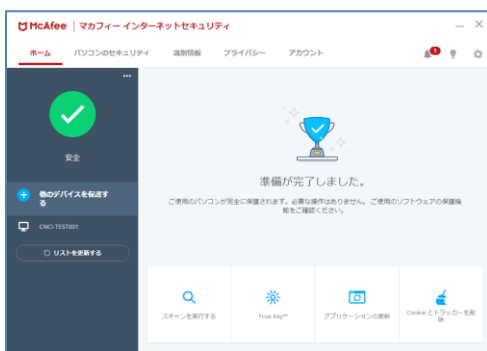 McAfee | マカフィー インターネットセキュリティ
ホーム パソコンのセキュリティ 識別情報 プライバシー アカウント
1
安全
他のデバイスを保護する
CNCI-TEST001
リストを更新する
準備が完了しました。
ご使用のパソコンが完全に保護されます。必要な操作はありません。ご使用のソフトウェアの保護機
能をご確認ください。
スキャンを実行する
True Key™
アプリケーションの更新
Cookie とトラッカーを削
除